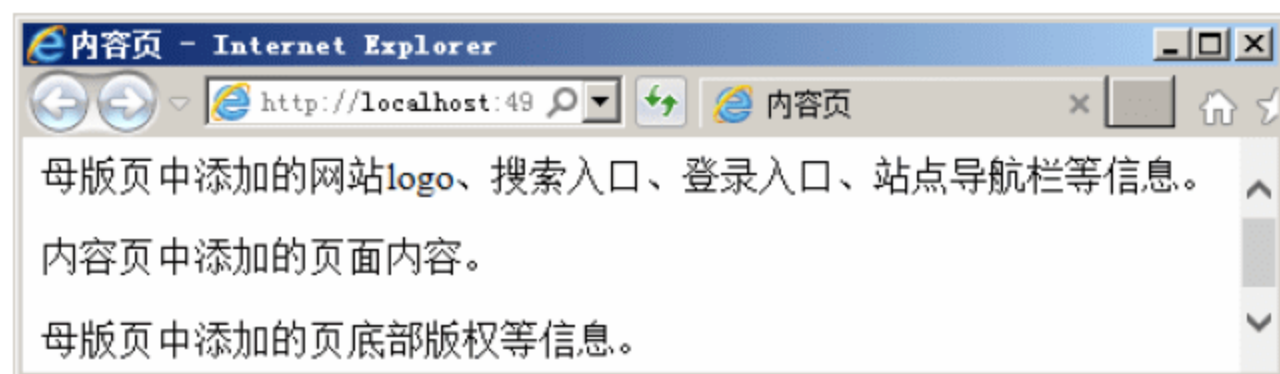 内容页 - Internet Explorer
http://localhost:49
内容页
母版页中添加的网站logo、搜索入口、登录入口、站点导航栏等信息。
内容页中添加的页面内容。
母版页中添加的页底部版权等信息。